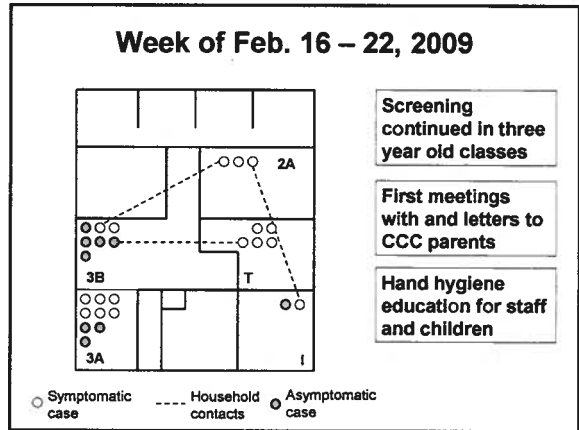 Week of Feb. 16 – 22, 2009
Screening
continued in three
year old classes
2A
First meetings
with and letters to
CCC parents
3B
T
Hand hygiene
education for staff
and children
3A
I
Symptomatic
case
Household
contacts
Asymptomatic
case